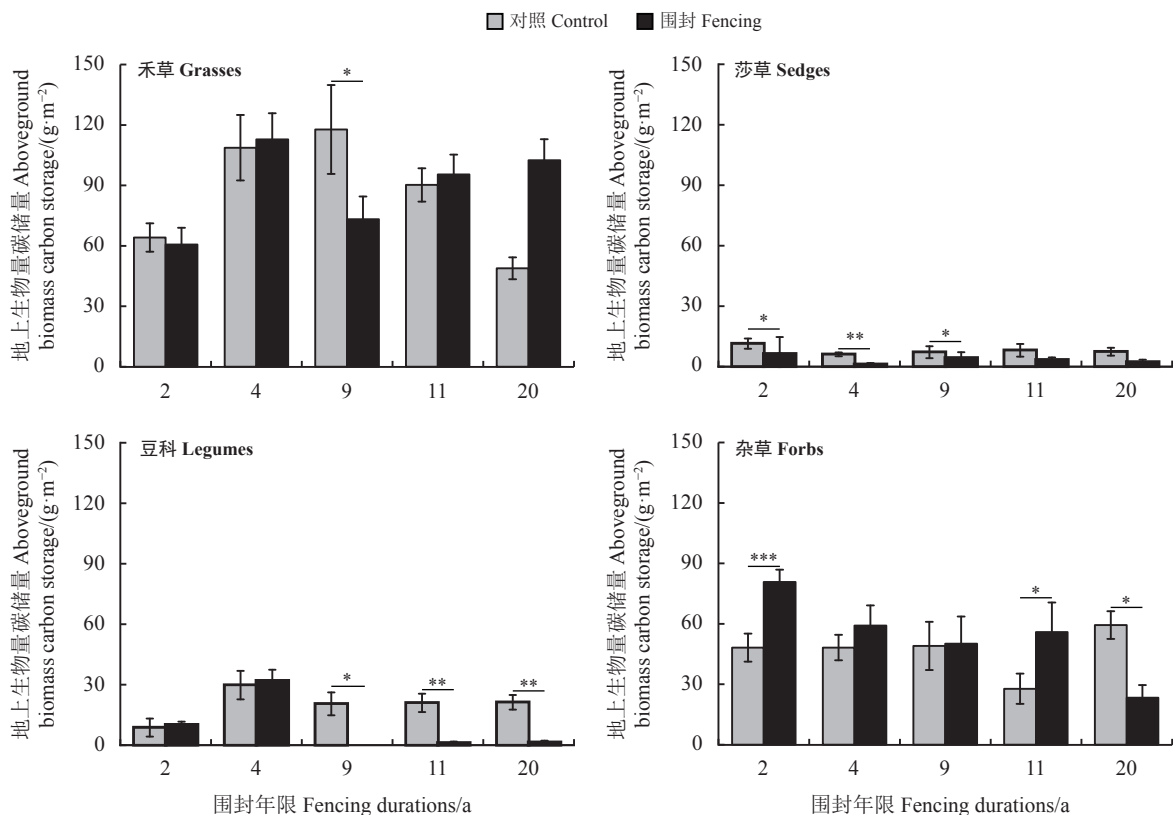 对照 Control 围封 Fencing
禾草 Grasses
地上生物量碳储量 Aboveground
biomass carbon storage/(g·m⁻²)
150
120
90
60
30
0
*
2 4 9 11 20
莎草 Sedges
地上生物量碳储量 Aboveground
biomass carbon storage/(g·m⁻²)
150
120
90
60
30
0
* ** *
2 4 9 11 20
豆科 Legumes
地上生物量碳储量 Aboveground
biomass carbon storage/(g·m⁻²)
150
120
90
60
30
0
* ** **
2 4 9 11 20
围封年限 Fencing durations/a
杂草 Forbs
地上生物量碳储量 Aboveground
biomass carbon storage/(g·m⁻²)
150
120
90
60
30
0
*** * *
2 4 9 11 20
围封年限 Fencing durations/a